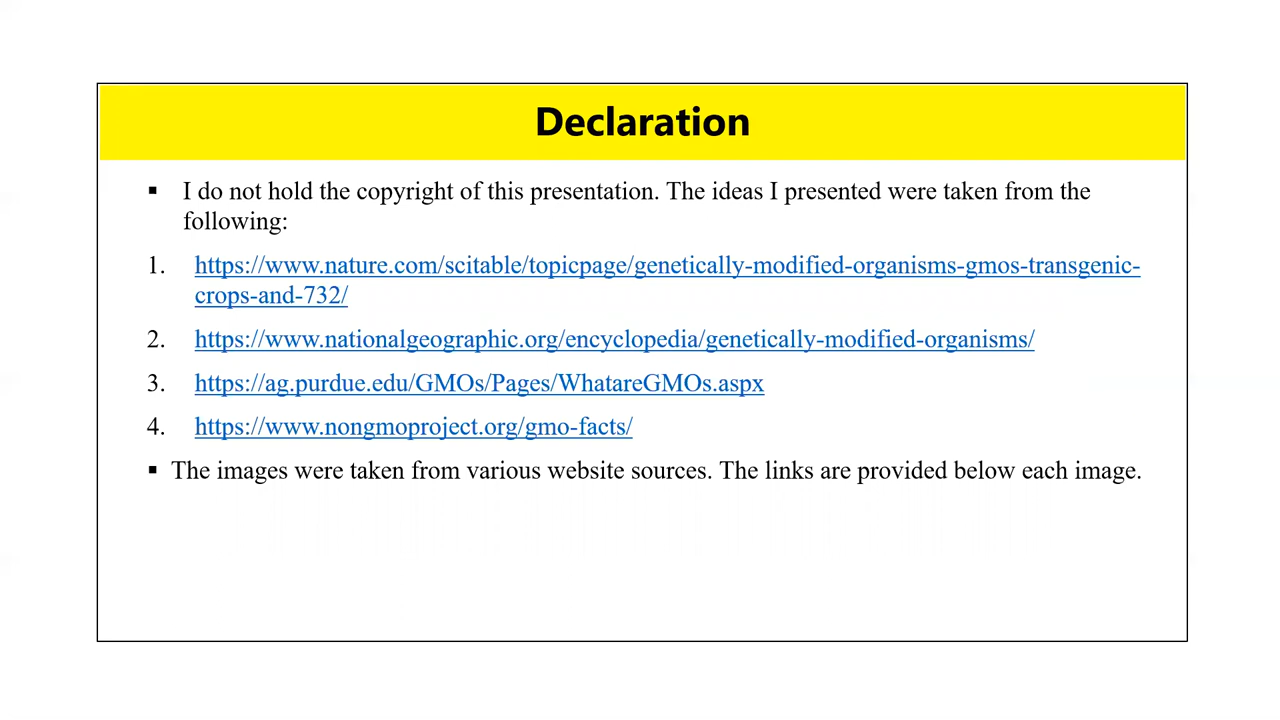 Declaration
▪ I do not hold the copyright of this presentation. The ideas I presented were taken from the
following:
1. https://www.nature.com/scitable/topicpage/genetically-modified-organisms-gmos-transgenic-
crops-and-732/
2. https://www.nationalgeographic.org/encyclopedia/genetically-modified-organisms/
3. https://ag.purdue.edu/GMOs/Pages/WhatareGMOs.aspx
4. https://www.nongmoproject.org/gmo-facts/
▪ The images were taken from various website sources. The links are provided below each image.